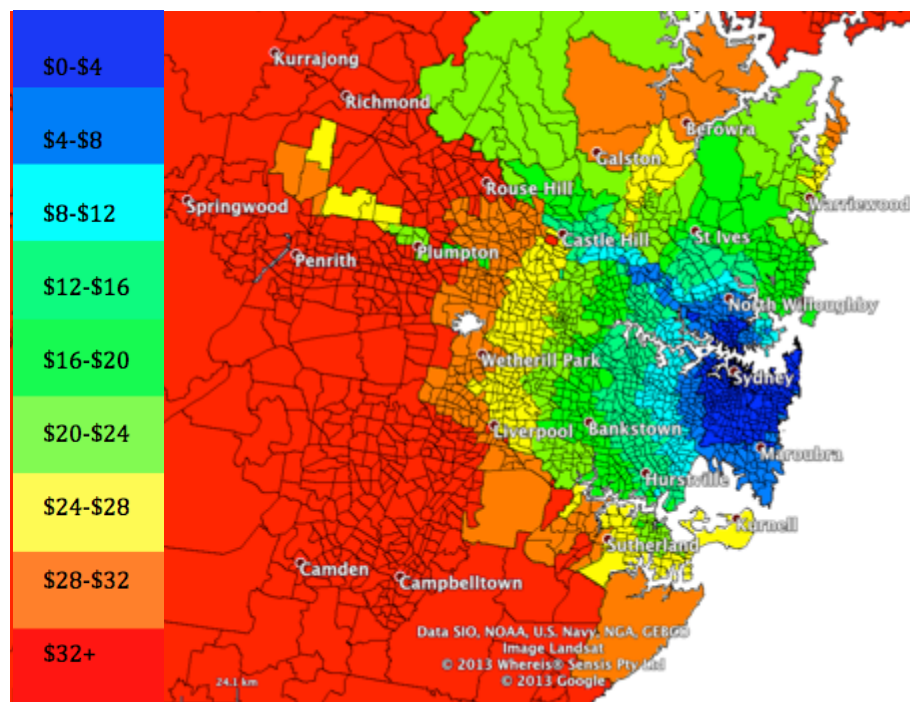 $0-$4
$4-$8
$8-$12
$12-$16
$16-$20
$20-$24
$24-$28
$28-$32
$32+
Kurrajong
Richmond
Berowra
Galston
Rouse Hill
Springwood
Warriewood
Castle Hill
St Ives
Plumpton
Penrith
North Willoughby
Wetherill Park
Sydney
Liverpool
Bankstown
Maroubra
Hurstville
Kurnell
Sutherland
Camden
Campbelltown
Data SIO, NOAA, U.S. Navy, NGA, GEBCO
Image Landsat
© 2013 Whereis® Sensis Pty Ltd
© 2013 Google
24.1 km